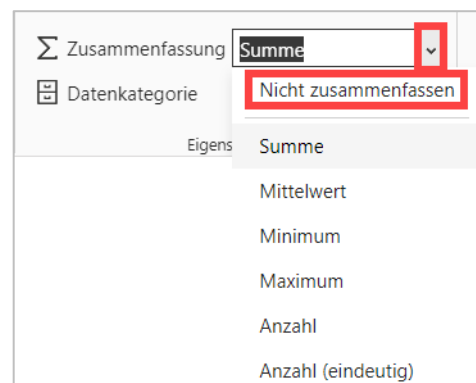 Zusammenfassung Summe
Nicht zusammenfassen
Datenkategorie
Eigens
Summe
Mittelwert
Minimum
Maximum
Anzahl
Anzahl (eindeutig)